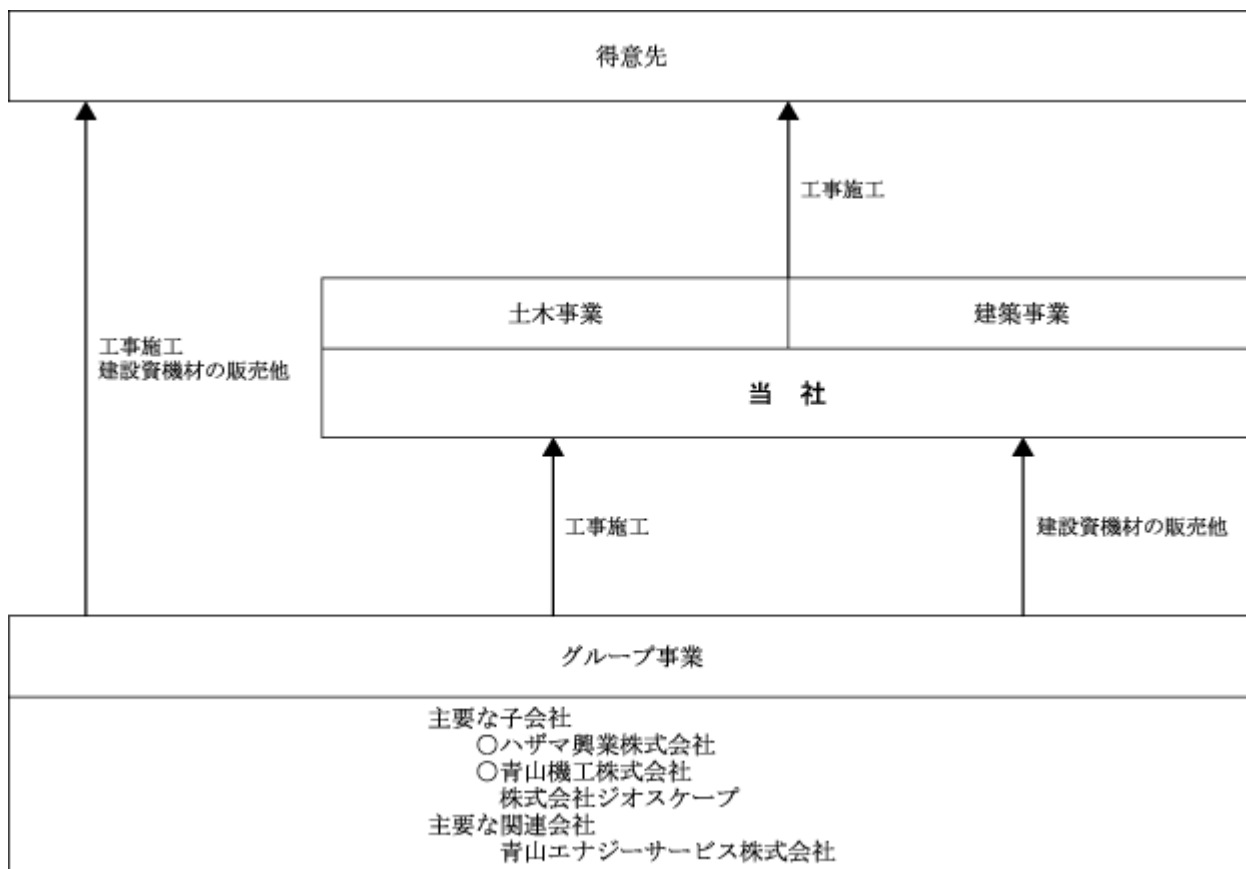 得意先
工事施工
土木事業
建築事業
工事施工
建設資機材の販売他
当　社
工事施工
建設資機材の販売他
グループ事業
主要な子会社
○ハザマ興業株式会社
○青山機工株式会社
株式会社ジオスケープ
主要な関連会社
青山エナジーサービス株式会社